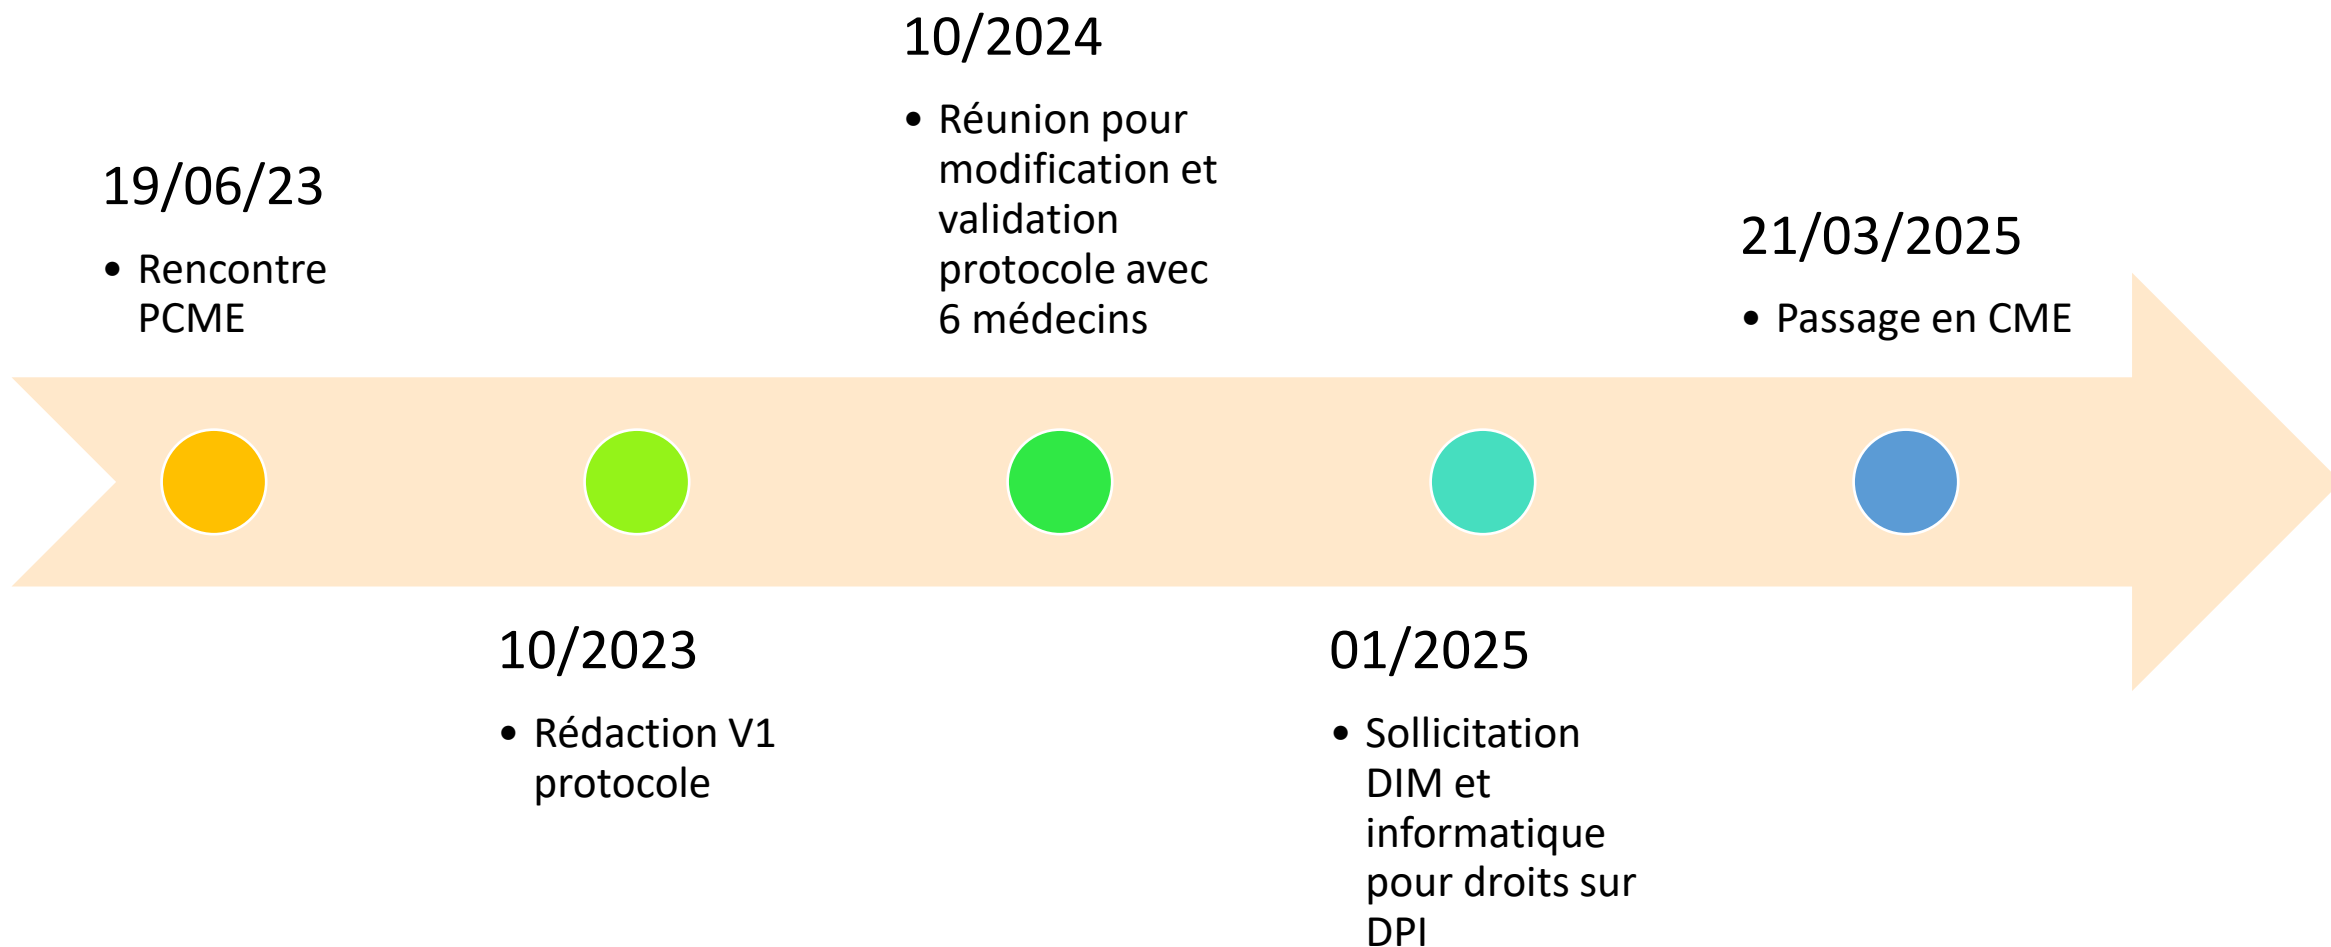 19/06/23
• Rencontre
PCME
10/2023
• Rédaction V1
protocole
10/2024
• Réunion pour
modification et
validation
protocole avec
6 médecins
01/2025
• Sollicitation
DIM et
informatique
pour droits sur
DPI
21/03/2025
• Passage en CME